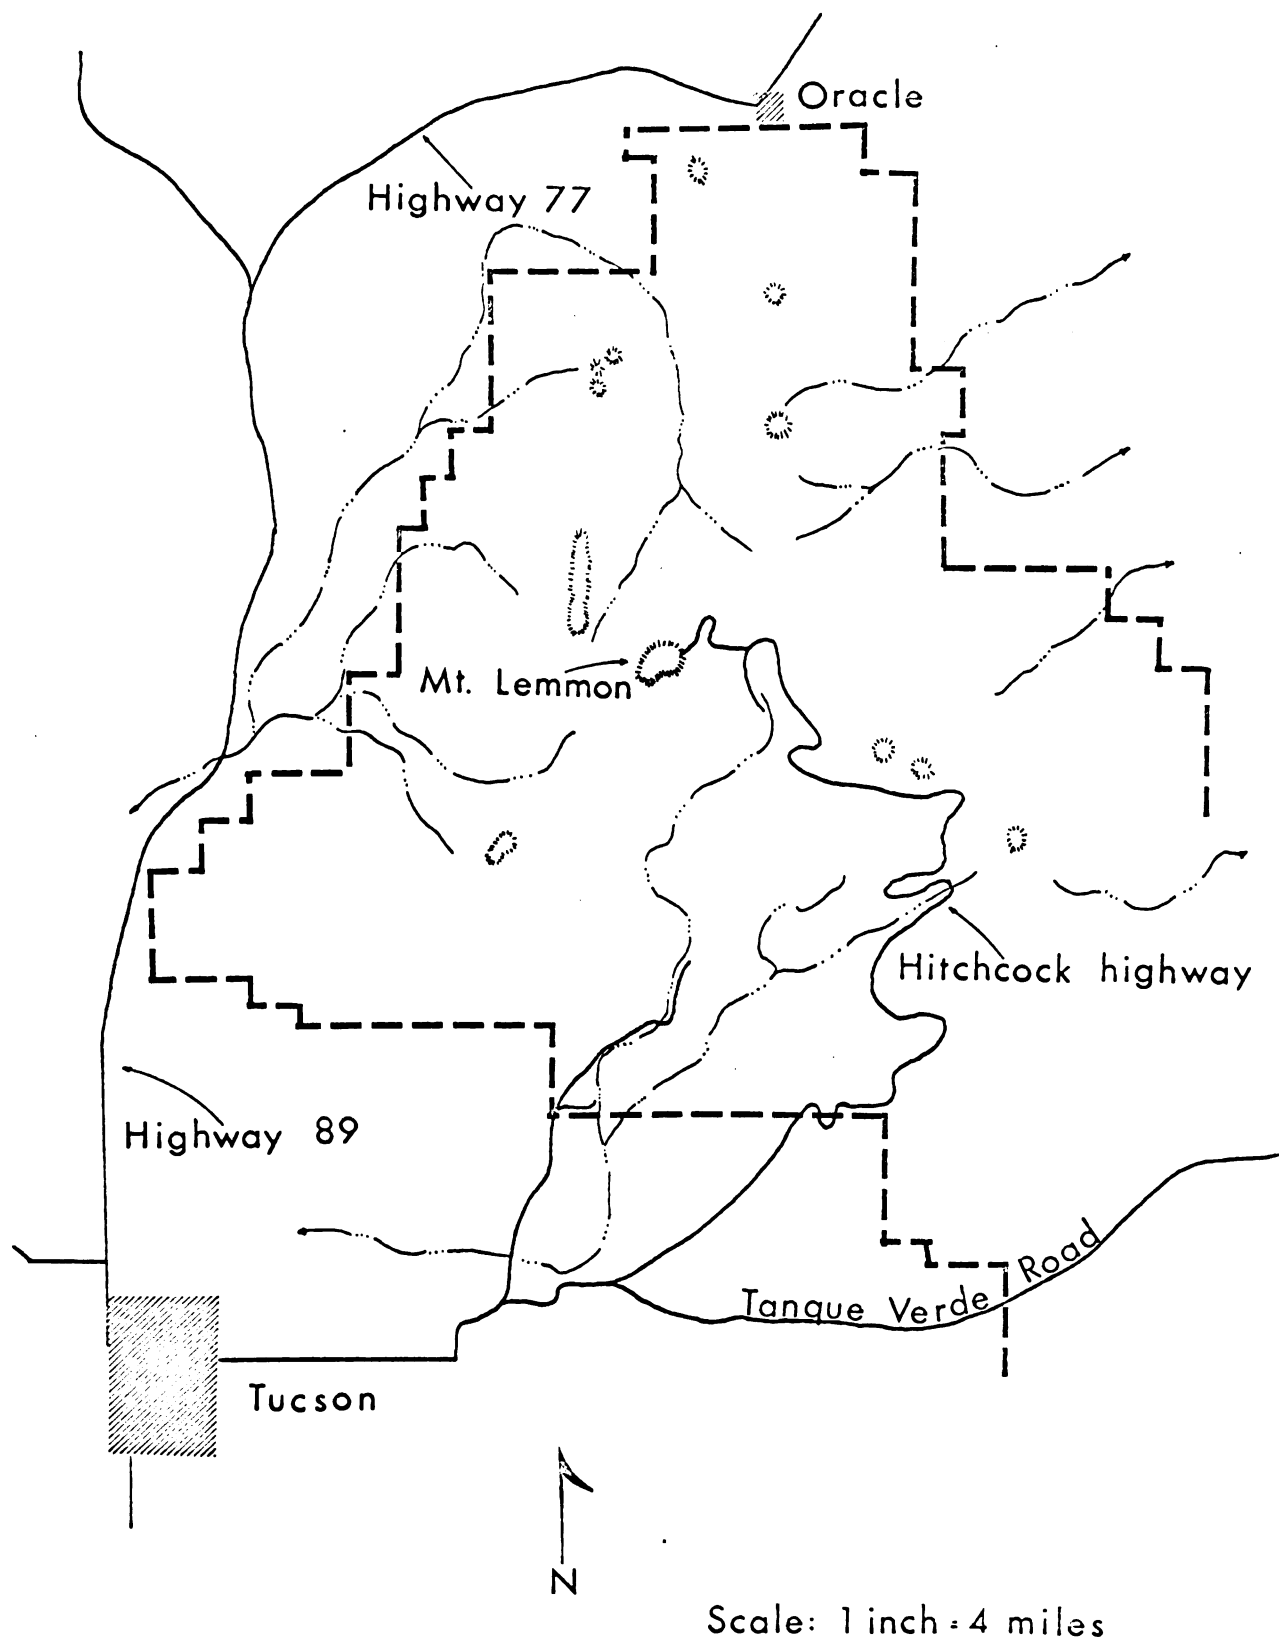 Oracle
Highway 77
Mt. Lemmon
Hitchcock highway
Highway 89
Tanque Verde Road
Tucson
N
Scale: 1 inch = 4 miles